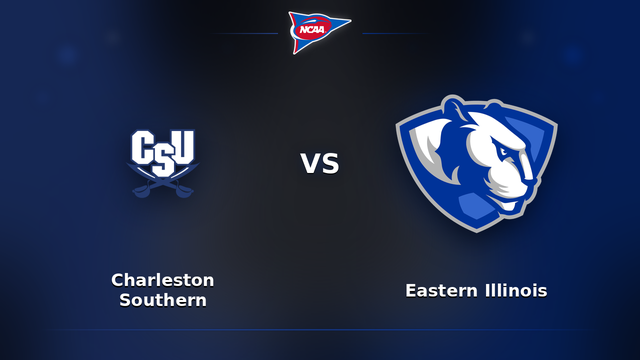 NCAA
CSU
VS
Charleston
Southern
Eastern Illinois